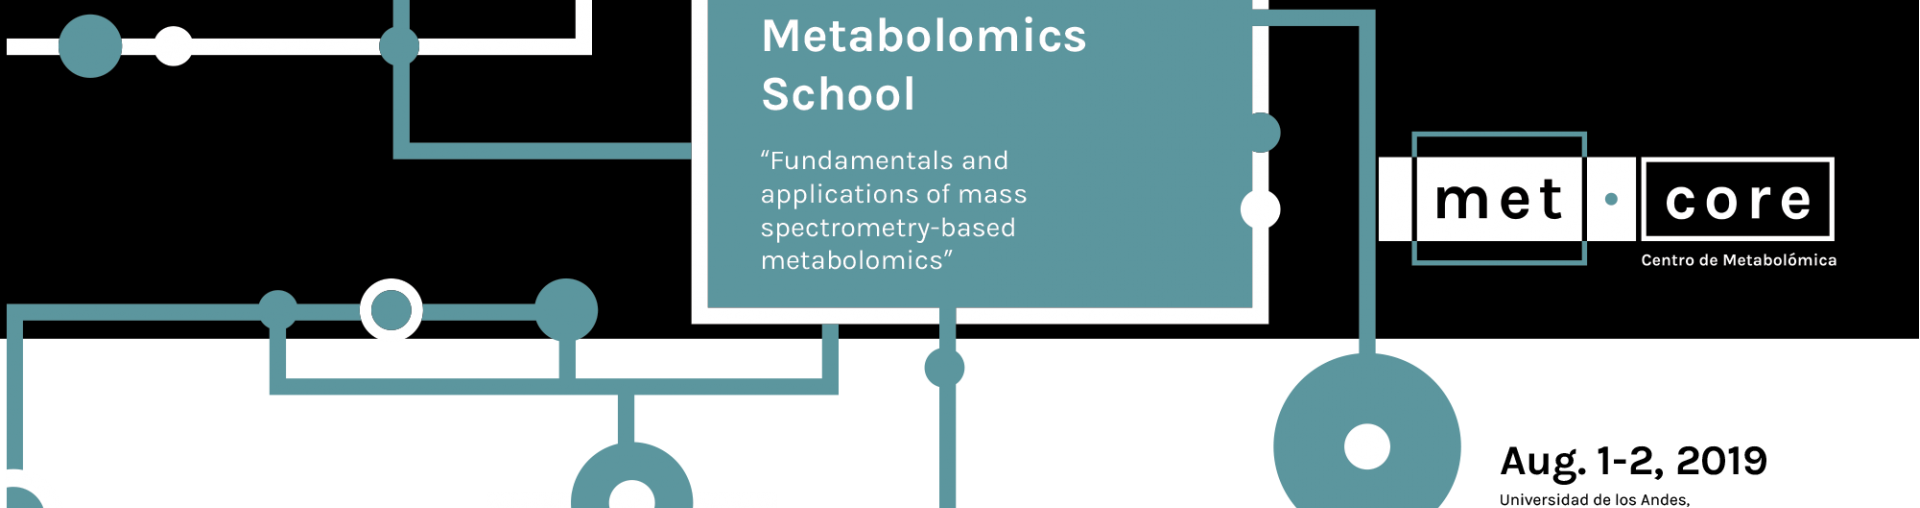 Metabolomics
School
“Fundamentals and
applications of mass
spectrometry-based
metabolomics”
met · core
Centro de Metabolómica
Aug. 1-2, 2019
Universidad de los Andes,